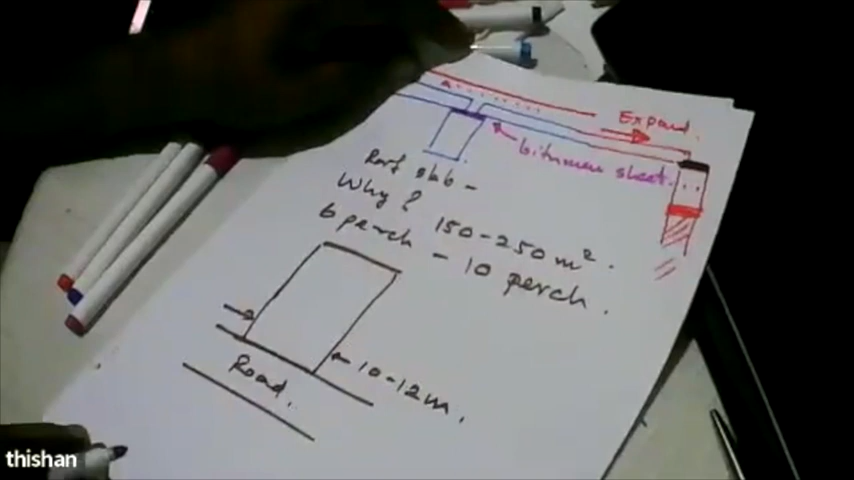 Expand.
bitumen sheet.
Roof slab -
Why?
150-250 m².
6 perch - 10 perch.
10-12m.
Road.
thishan